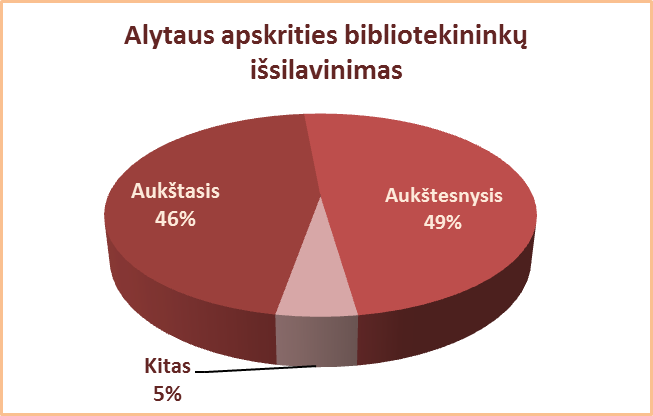 Alytaus apskrities bibliotekininkų
išsilavinimas
Aukštasis
46%
Aukštesnysis
49%
Kitas
5%